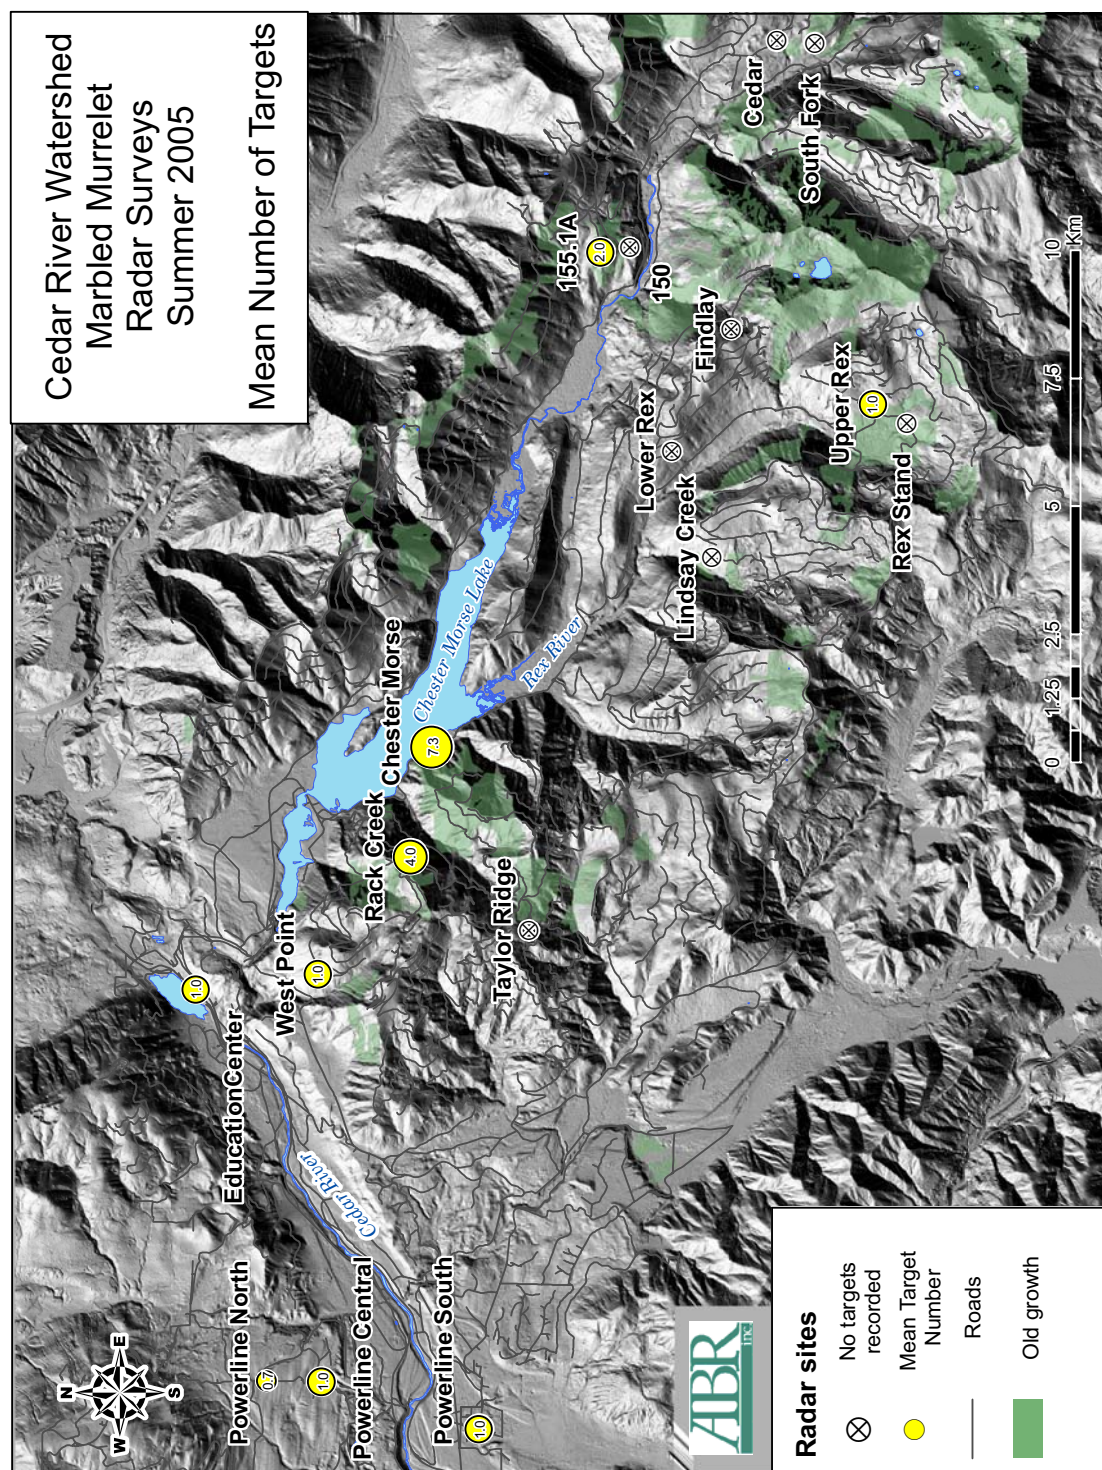 Cedar River Watershed
Marbled Murrelet
Radar Surveys
Summer 2005
Mean Number of Targets
N
W
E
S
Powerline North
0.7
1.0
Powerline Central
Powerline South
1.0
EducationCenter
1.0
West Point
1.0
Cedar River
Rack Creek
4.0
Taylor Ridge
Chester Morse
7.3
Chester Morse Lake
Rex River
Lindsay Creek
Lower Rex
Findlay
155.1A
2.0
150
Upper Rex
1.0
Rex Stand
Cedar
South Fork
0
1.25
2.5
5
7.5
10
Km
ABR
inc.
Radar sites
No targets
recorded
Mean Target
Number
Roads
Old growth